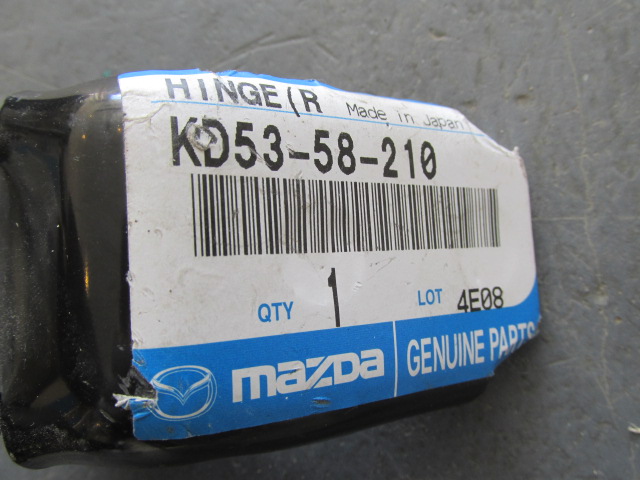 HINGE(R Made in Japan
KD53-58-210
QTY 1 LOT 4E08
mazda GENUINE PARTS